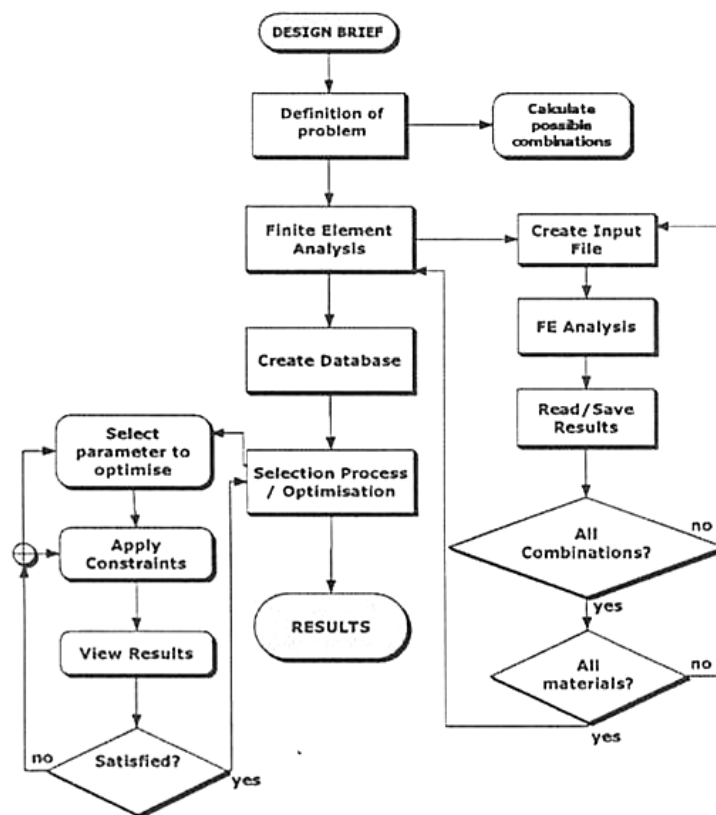 DESIGN BRIEF
Definition of
problem
Calculate
possible
combinations
Finite Element
Analysis
Create Input
File
FE Analysis
Create Database
Read/Save
Results
Select
parameter to
optimise
Selection Process
/ Optimisation
Apply
Constraints
All
Combinations?
no
yes
RESULTS
View Results
All
materials?
no
yes
no
Satisfied?
yes